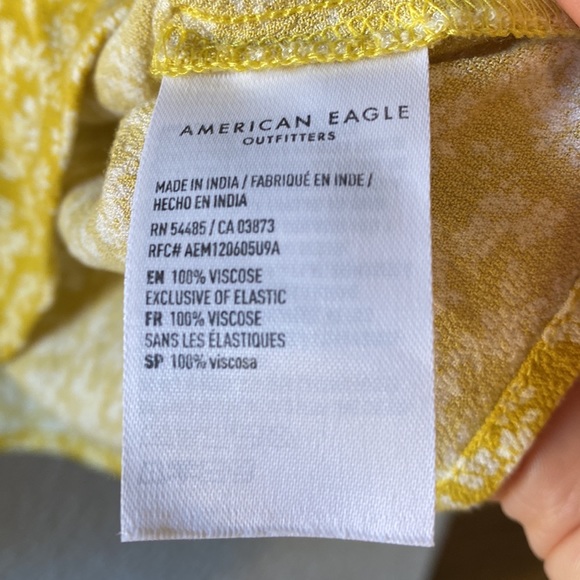 AMERICAN EAGLE
OUTFITTERS
MADE IN INDIA / FABRIQUÉ EN INDE /
HECHO EN INDIA
RN 54485 / CA 03873
RFC# AEM120605U9A
EN 100% VISCOSE
EXCLUSIVE OF ELASTIC
FR 100% VISCOSE
SANS LES ÉLASTIQUES
SP 100% viscosa